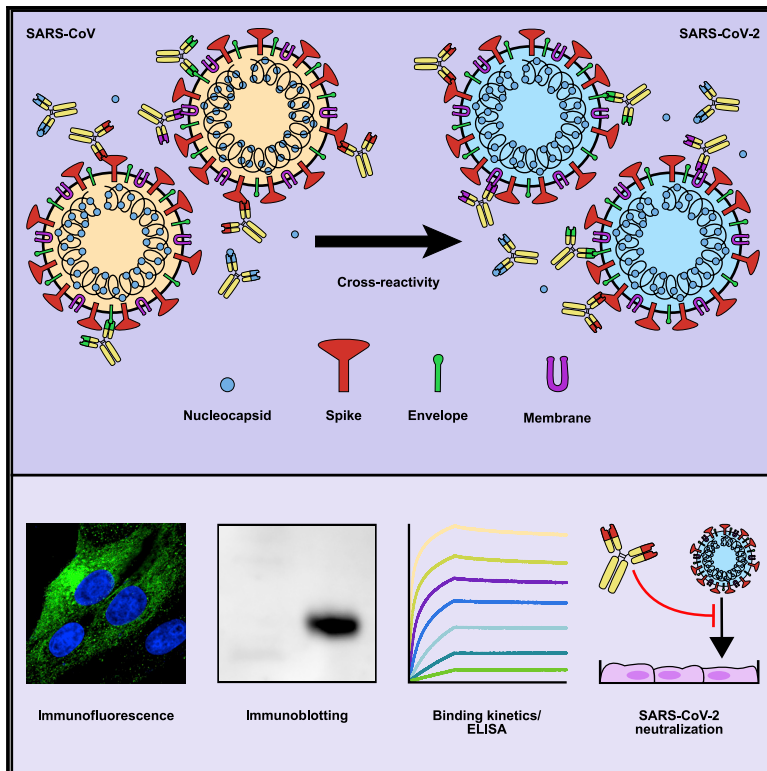 SARS-CoV
SARS-CoV-2
Cross-reactivity
Nucleocapsid
Spike
Envelope
Membrane
Immunofluorescence
Immunoblotting
Binding kinetics/
ELISA
SARS-CoV-2
neutralization